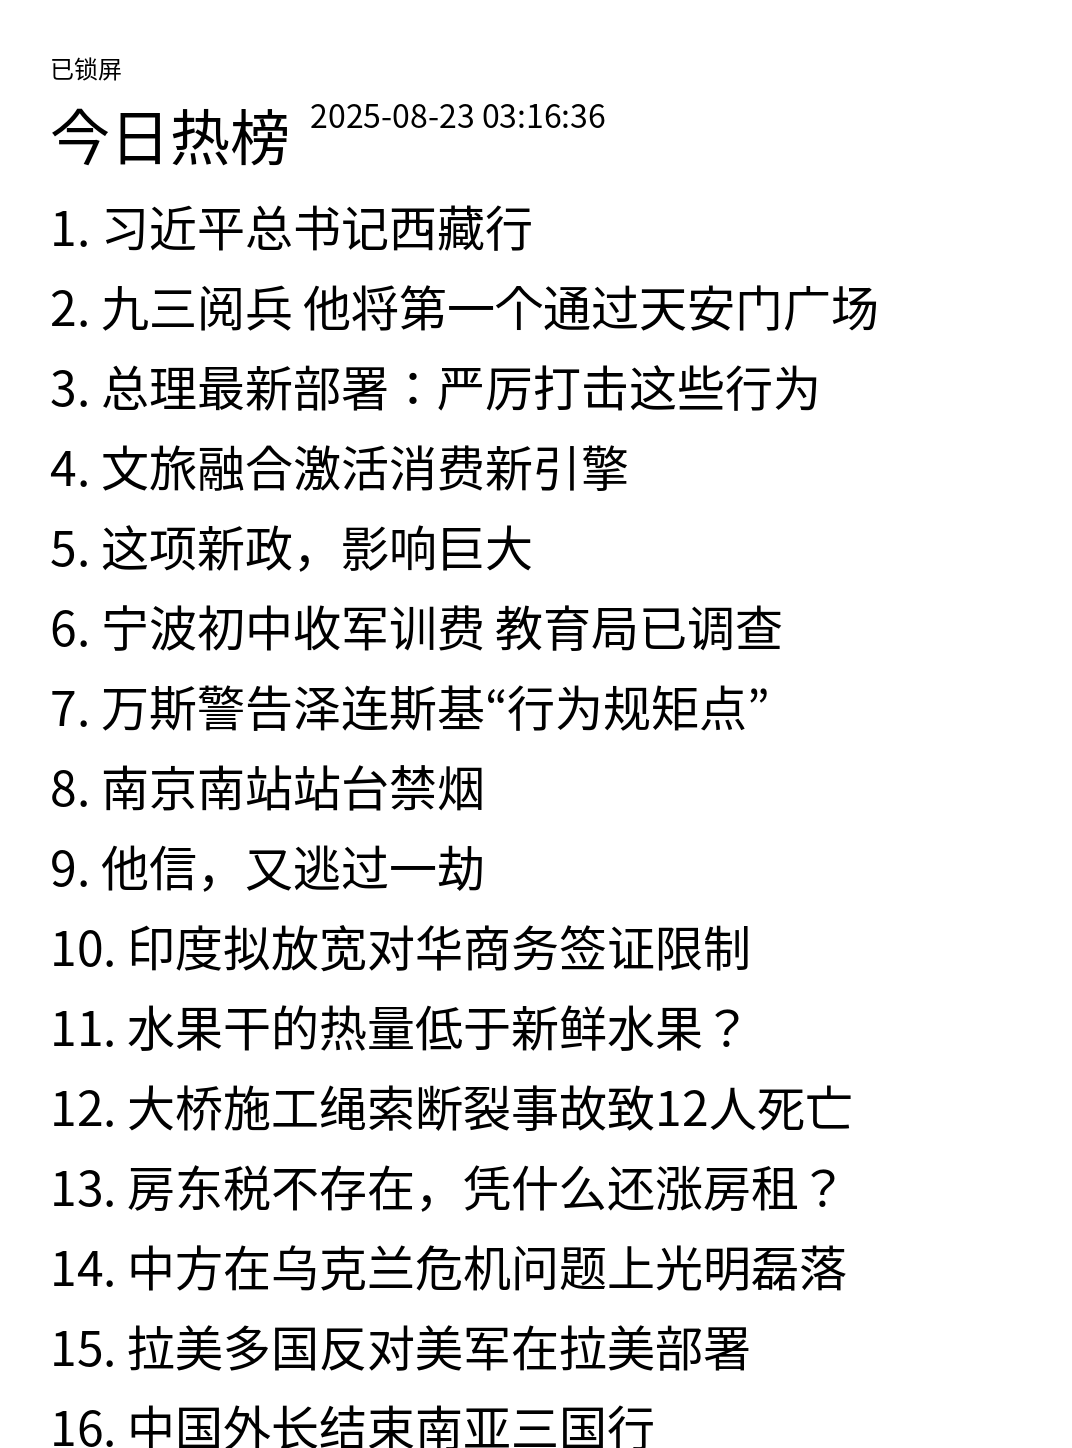 已锁屏
今日热榜 2025-08-23 03:16:36
1. 习近平总书记西藏行
2. 九三阅兵 他将第一个通过天安门广场
3. 总理最新部署：严厉打击这些行为
4. 文旅融合激活消费新引擎
5. 这项新政，影响巨大
6. 宁波初中收军训费 教育局已调查
7. 万斯警告泽连斯基“行为规矩点”
8. 南京南站站台禁烟
9. 他信，又逃过一劫
10. 印度拟放宽对华商务签证限制
11. 水果干的热量低于新鲜水果？
12. 大桥施工绳索断裂事故致12人死亡
13. 房东税不存在，凭什么还涨房租？
14. 中方在乌克兰危机问题上光明磊落
15. 拉美多国反对美军在拉美部署
16. 中国外长结束南亚三国行